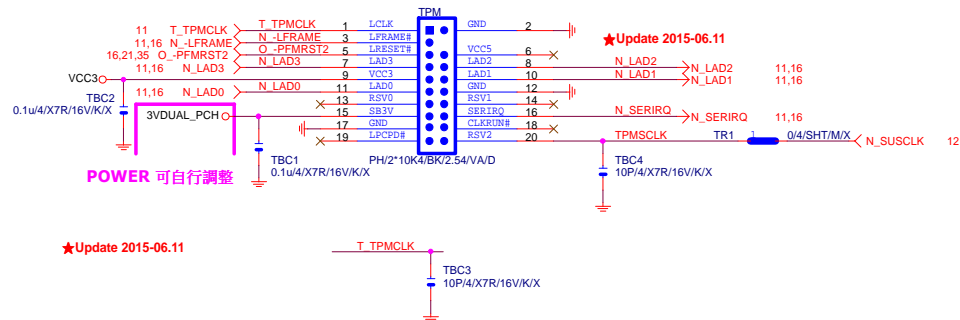 TPM
11 T_TPMCLK T_TPMCLK 1 LCLK GND 2
11,16 N_-LFRAME N_-LFRAME 3 LFRAME#
★Update 2015-06.11
16,21,35 O_-PFMRST2 O_-PFMRST2 5 LRESET# VCC5 6
11,16 N_LAD3 N_LAD3 7 LAD3 LAD2 8 N_LAD2 N_LAD2 11,16
VCC3 9 VCC3 LAD1 10 N_LAD1 N_LAD1 11,16
11,16 N_LAD0 N_LAD0 11 LAD0 GND 12
TBC2
0.1u/4/X7R/16V/K/X
13 RSV0 RSV1 14
3VDUAL_PCH 15 SB3V SERIRQ 16 N_SERIRQ N_SERIRQ 11,16
17 GND CLKRUN# 18
19 LPCPD# RSV2 20 TPMSCLK TR1 1 0/4/SHT/M/X N_SUSCLK 12
PH/2*10K4/BK/2.54/VA/D
TBC1
0.1u/4/X7R/16V/K/X
TBC4
10P/4/X7R/16V/K/X
POWER 可自行調整
★Update 2015-06.11
T_TPMCLK
TBC3
10P/4/X7R/16V/K/X